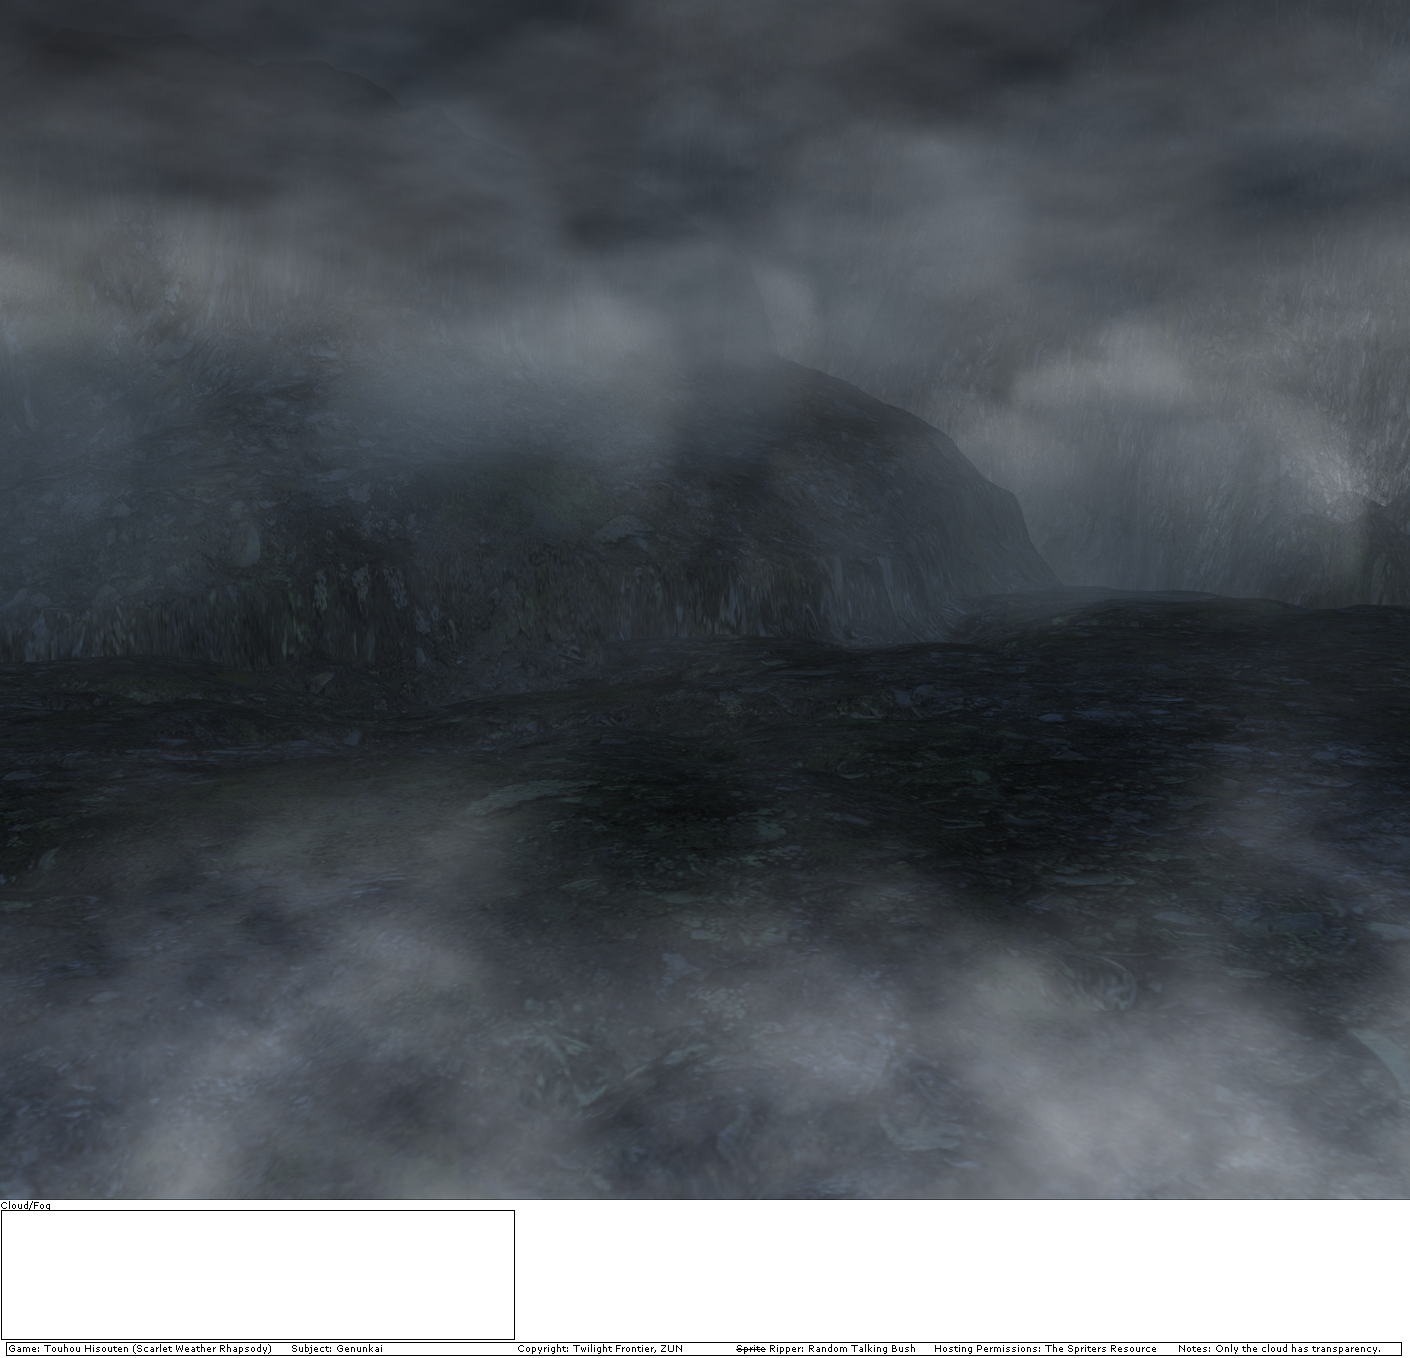 Cloud/Fog
Game: Touhou Hisouten (Scarlet Weather Rhapsody) Subject: Genunkai Copyright: Twilight Frontier, ZUN Sprite Ripper: Random Talking Bush Hosting Permissions: The Spriters Resource Notes: Only the cloud has transparency.